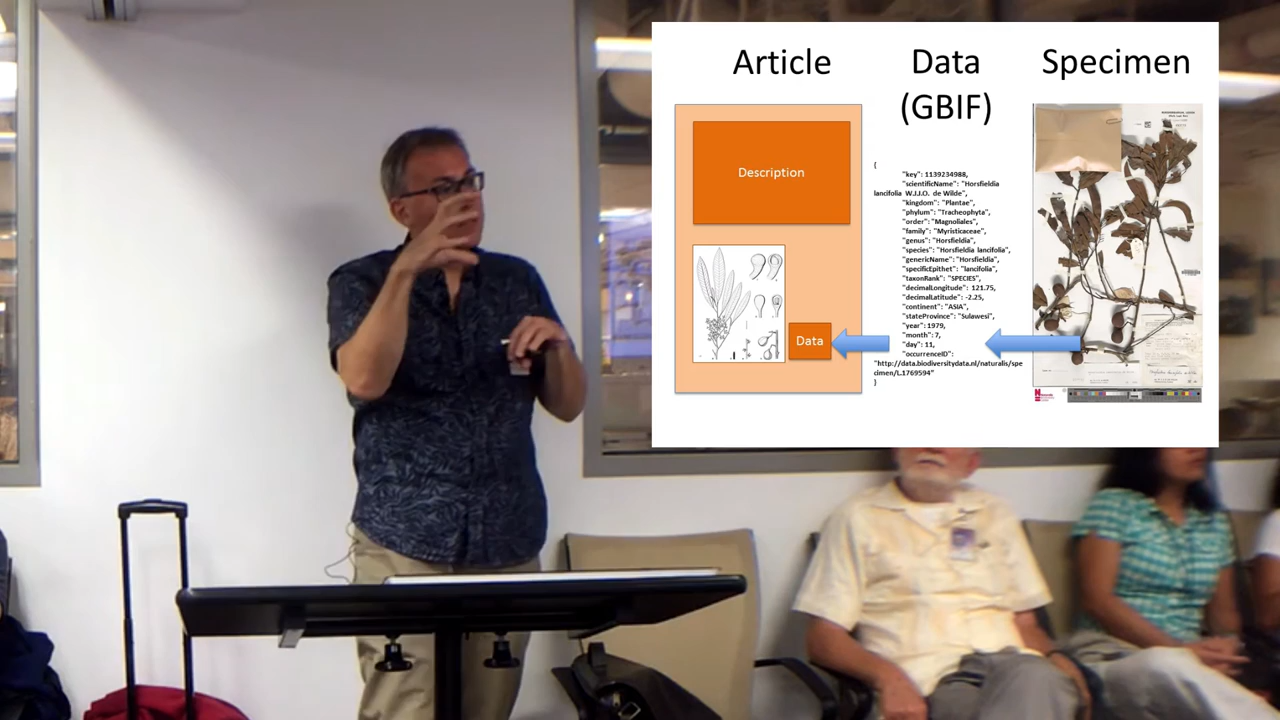 Article
Data
(GBIF)
Specimen
Description
Data
{
"key": 1139234988,
"scientificName": "Horsfieldia
lancifolia W.J.J.O. de Wilde",
"kingdom": "Plantae",
"phylum": "Tracheophyta",
"order": "Magnoliales",
"family": "Myristicaceae",
"genus": "Horsfieldia",
"species": "Horsfieldia lancifolia",
"genericName": "Horsfieldia",
"specificEpithet": "lancifolia",
"taxonRank": "SPECIES",
"decimalLongitude": 121.75,
"decimalLatitude": -2.25,
"continent": "ASIA",
"stateProvince": "Sulawesi",
"year": 1979,
"month": 7,
"day": 11,
"occurrenceID":
"http://data.biodiversitydata.nl/naturalis/spe
cimen/L.1769594"
}